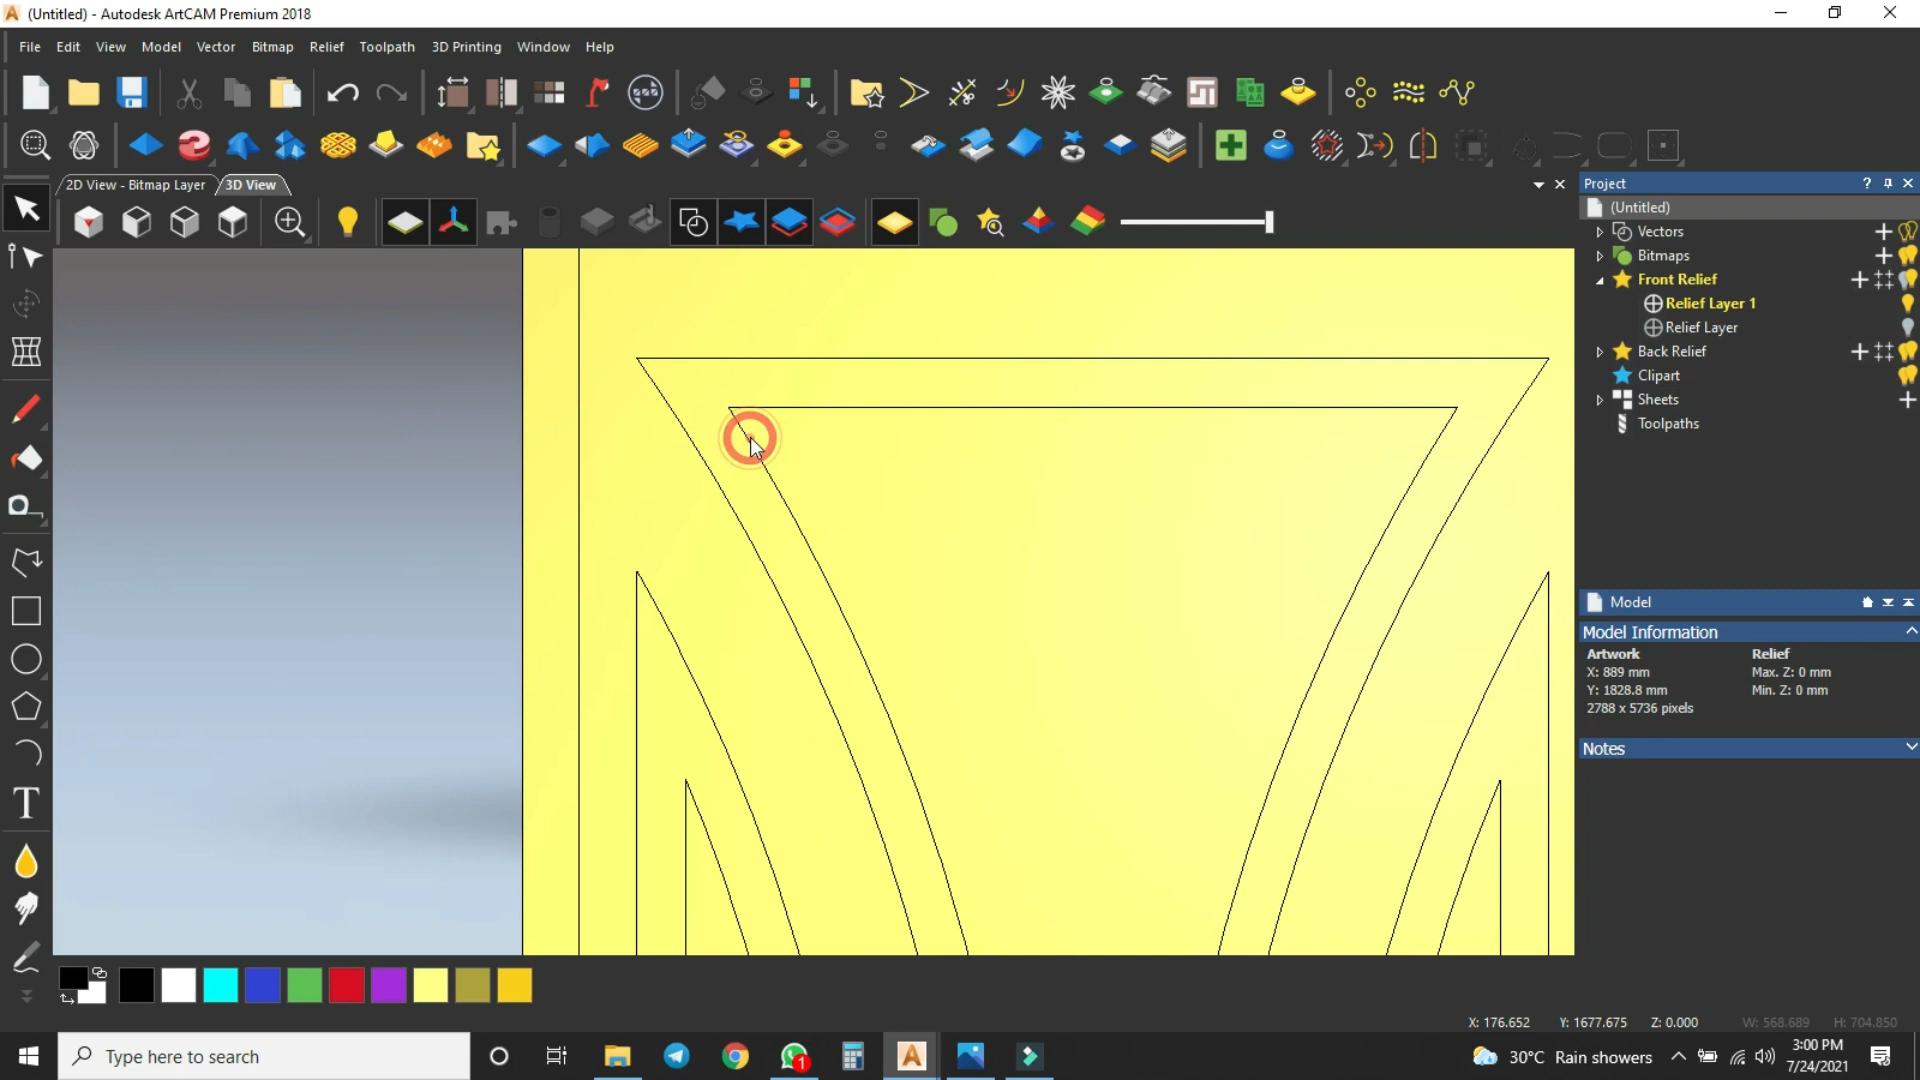 (Untitled) - Autodesk ArtCAM Premium 2018
File Edit View Model Vector Bitmap Relief Toolpath 3D Printing Window Help
2D View - Bitmap Layer 3D View
Project
(Untitled)
Vectors
Bitmaps
Front Relief
Relief Layer 1
Relief Layer
Back Relief
Clipart
Sheets
Toolpaths
Model
Model Information
Artwork Relief
X: 889 mm Max. Z: 0 mm
Y: 1828.8 mm Min. Z: 0 mm
2788 x 5736 pixels
Notes
X: 176.652 Y: 1677.675 Z: 0.000 W: 568.689 H: 704.850
Type here to search
1
30°C Rain showers
3:00 PM
7/24/2021